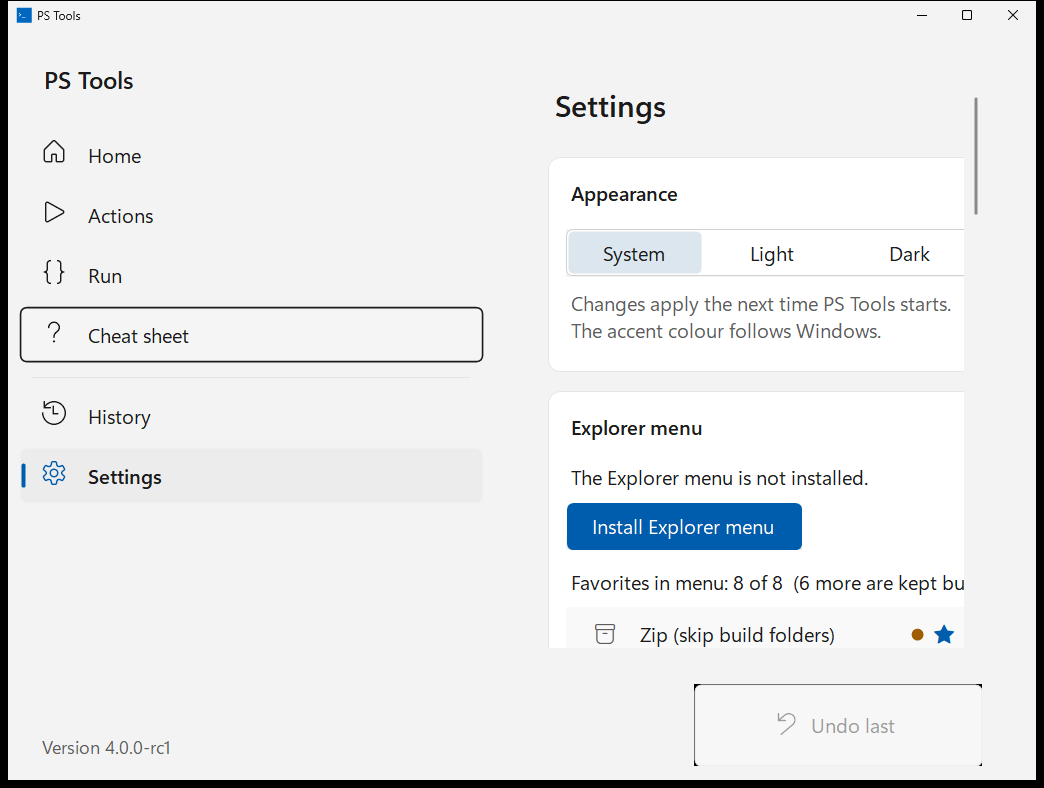 PS Tools
PS Tools
Home
Actions
Run
Cheat sheet
History
Settings
Version 4.0.0-rc1
Settings
Appearance
System Light Dark
Changes apply the next time PS Tools starts.
The accent colour follows Windows.
Explorer menu
The Explorer menu is not installed.
Install Explorer menu
Favorites in menu: 8 of 8 (6 more are kept bu
Zip (skip build folders)
Undo last